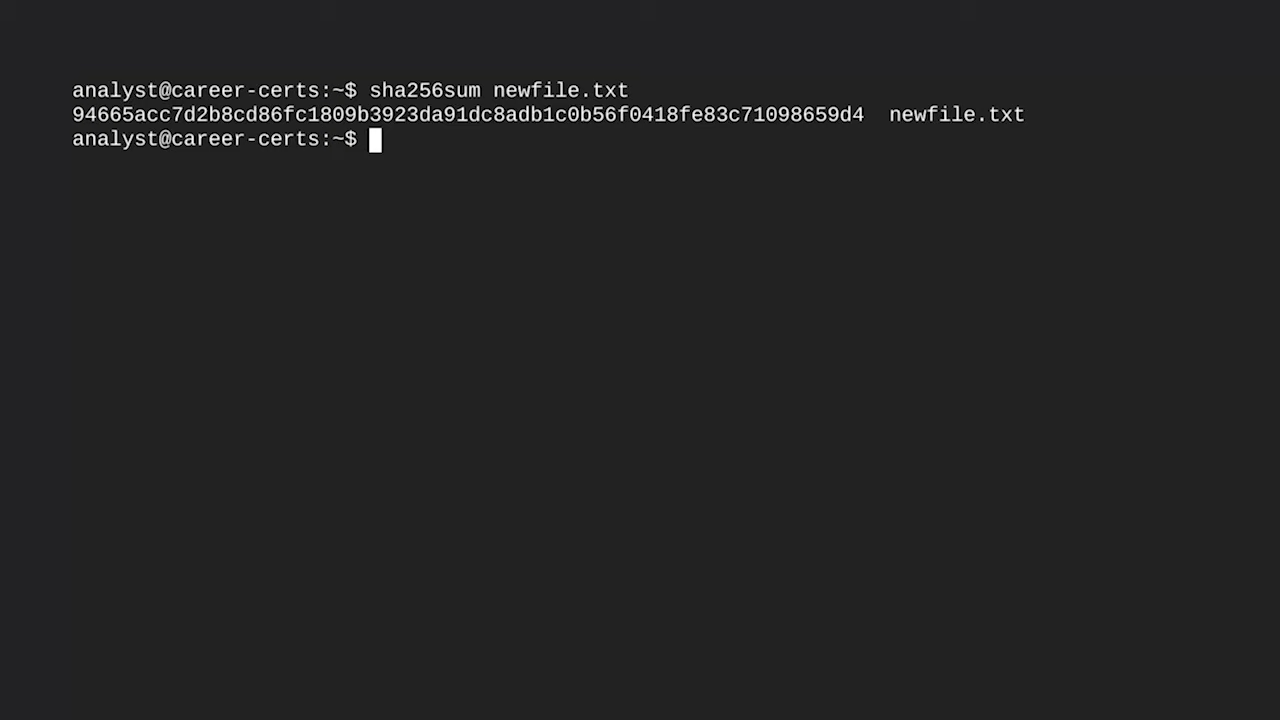 analyst@career-certs:~$ sha256sum newfile.txt
94665acc7d2b8cd86fc1809b3923da91dc8adb1c0b56f0418fe83c71098659d4  newfile.txt
analyst@career-certs:~$